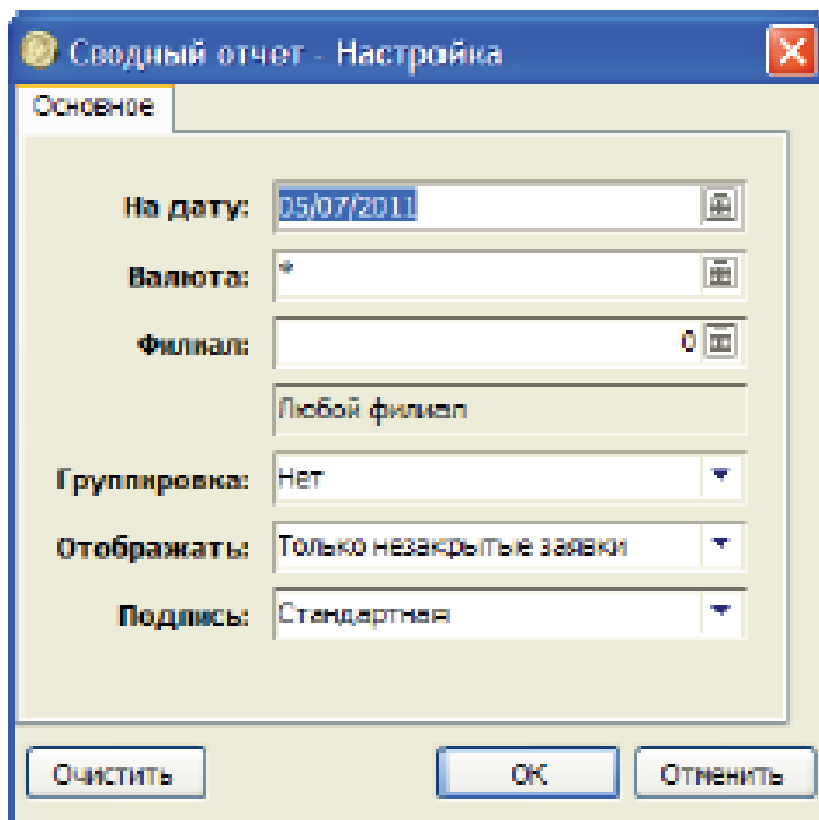 Сводный отчет - Настройка
Основное
На дату: 05/07/2011
Валюта: *
Филиал: 0
Любой филиал
Группировка: Нет
Отображать: Только незакрытые заявки
Подпись: Стандартная
Очистить OK Отменить